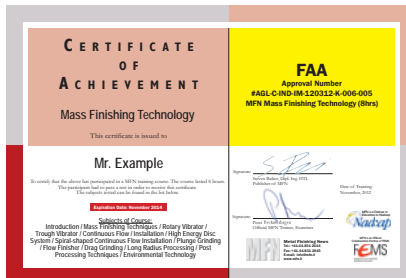 CERTIFICATE
OF
ACHIEVEMENT
Mass Finishing Technology
This certificate is issued to
Mr. Example
To certify that the above has participated in a MFN training course. The course lasted 8 hours.
The participant had to pass a test in order to receive this certificate.
The subjects tested can be found in the list below.
Expiration Date: November 2014
Subjects of Course:
Introduction / Mass Finishing Techniques / Rotary Vibrator /
Trough Vibrator / Continuous Flow / Installation / High Energy Disc
System / Spiral-shaped Continuous Flow Installation / Plunge Grinding
/ Flow Finisher / Drag Grinding / Long Radius Processing / Post
Processing Techniques / Environmental Technology
FAA
Approval Number
#AGL-C-IND-IM-120312-K-006-005
MFN Mass Finishing Technology (8hrs)
Signature:
Publisher of MFN
Date of Training:
November, 2012
Signature:
Official MFN Trainer, Examiner
Nadcap
MFN
Metal Finishing News
FEMS